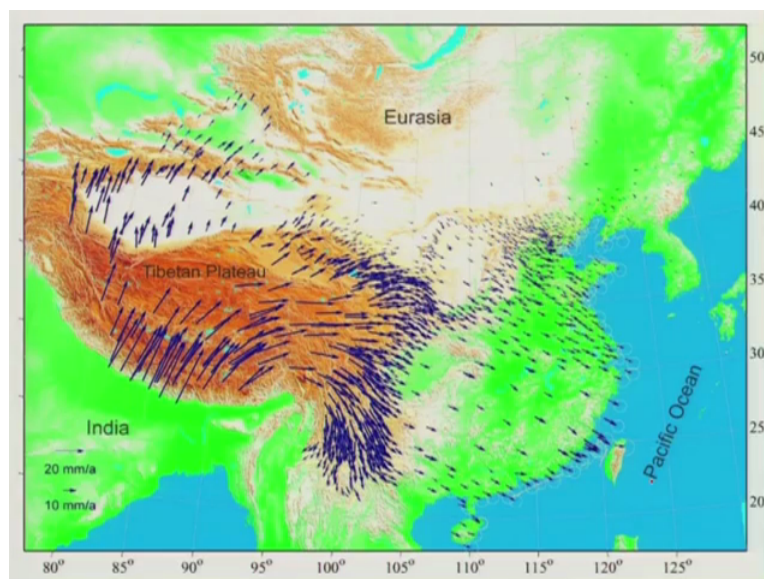 Eurasia
Tibetan Plateau
India
Pacific Ocean
20 mm/a
10 mm/a
50
45
40
35
30
25
20
80° 85° 90° 95° 100° 105° 110° 115° 120° 125°